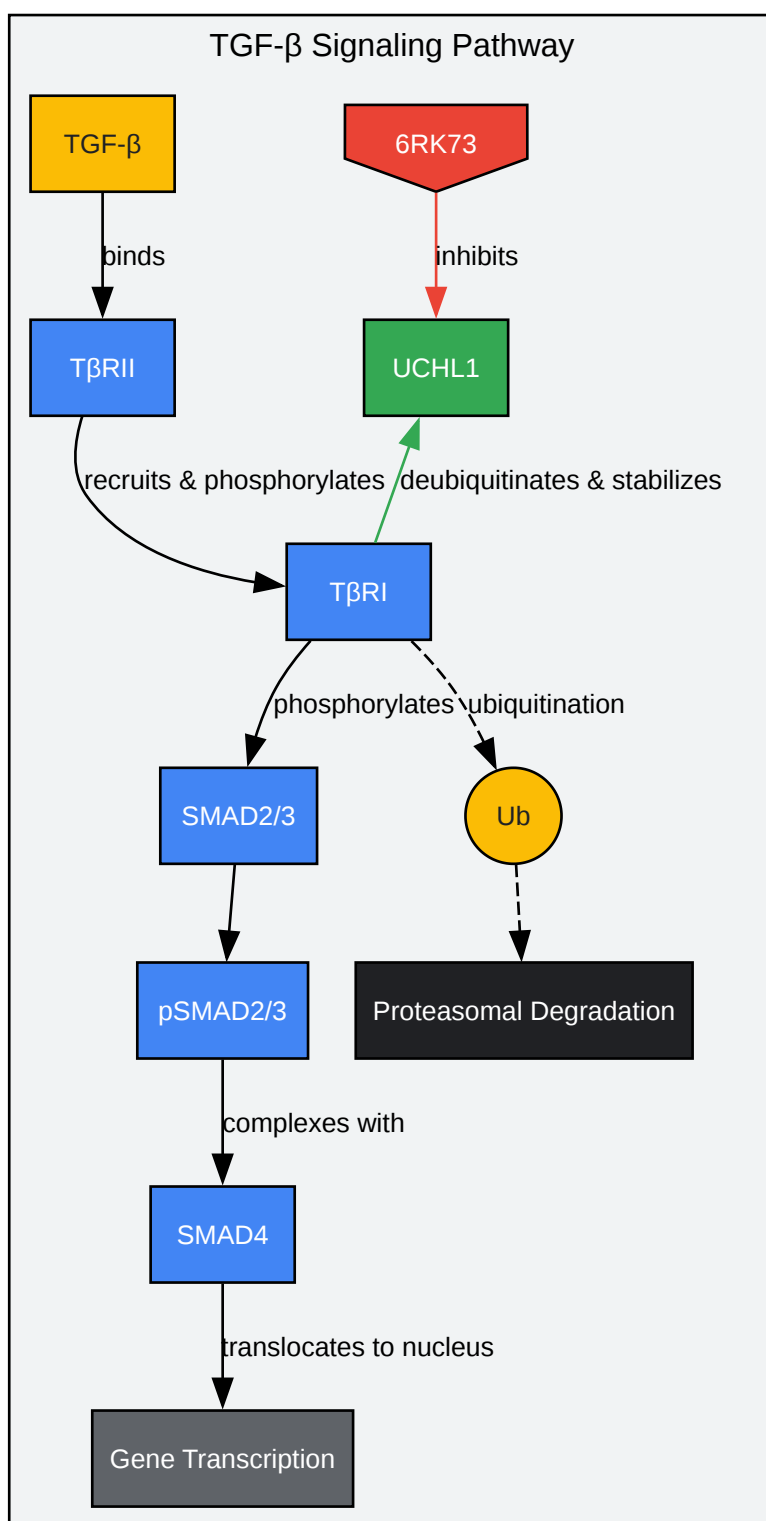 TGF-β Signaling Pathway
TGF-β
6RK73
binds
inhibits
TβRII
UCHL1
recruits & phosphorylates
deubiquitinates & stabilizes
TβRI
phosphorylates
ubiquitination
SMAD2/3
Ub
pSMAD2/3
Proteasomal Degradation
complexes with
SMAD4
translocates to nucleus
Gene Transcription